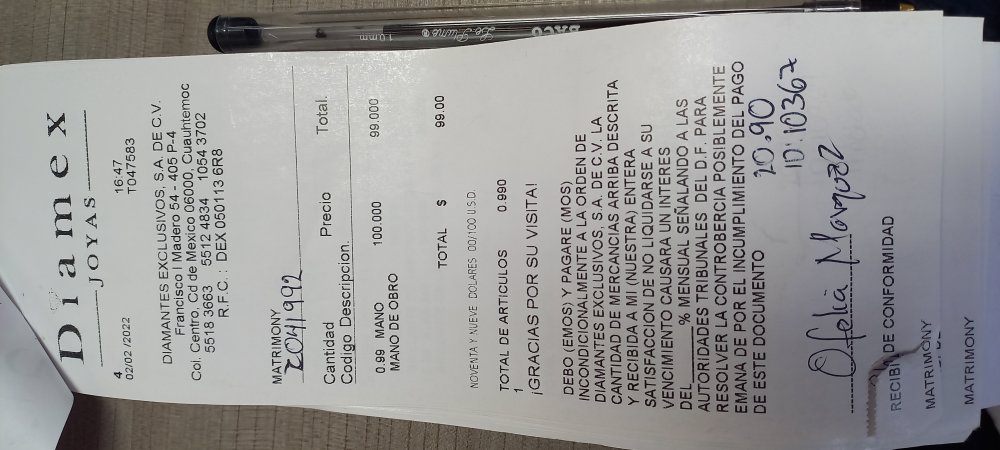 Diamex
JOYAS
4 16:47
02/02/2022 T047583
DIAMANTES EXCLUSIVOS, S.A. DE C.V.
Francisco I Madero 54 - 405 P-4
Col. Centro, Cd de Mexico 06000, Cuauhtemoc
5518 3663 5512 4834 1054 3702
R.F.C. : DEX 050113 6R8
MATRIMONY
20411992
Cantidad Precio Total.
Codigo Descripcion.
0.99 MANO 100.000 99.000
MANO DE OBRO
TOTAL $ 99.00
NOVENTA Y NUEVE DOLARES 00/100 U.S.D.
TOTAL DE ARTICULOS 0.990
1
¡GRACIAS POR SU VISITA!
DEBO (EMOS) Y PAGARE (MOS)
INCONDICIONALMENTE A LA ORDEN DE
DIAMANTES EXCLUSIVOS, S.A. DE C.V. LA
CANTIDAD DE MERCANCIAS ARRIBA DESCRITA
Y RECIBIDA A MI (NUESTRA) ENTERA
SATISFACCION DE NO LIQUIDARSE A SU
VENCIMIENTO CAUSARA UN INTERES
DEL % MENSUAL SEÑALANDO A LAS
AUTORIDADES TRIBUNALES DEL D.F. PARA
RESOLVER LA CONTROBERCIA POSIBLEMENTE
EMANA DE POR EL INCUMPLIMIENTO DEL PAGO
DE ESTE DOCUMENTO
20.90
ID: 10367
Ofelia Marquez
RECIBI DE CONFORMIDAD
MATRIMONY
MATRIMONY
BACO
1.0 mm